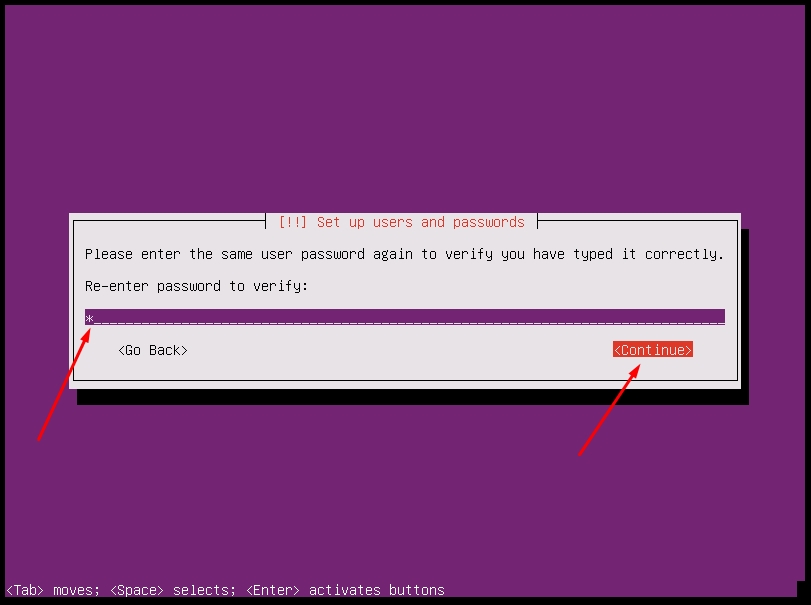 [!!] Set up users and passwords
Please enter the same user password again to verify you have typed it correctly.
Re-enter password to verify:
*_______________________________________________________________________________
<Go Back> <Continue>
<Tab> moves; <Space> selects; <Enter> activates buttons